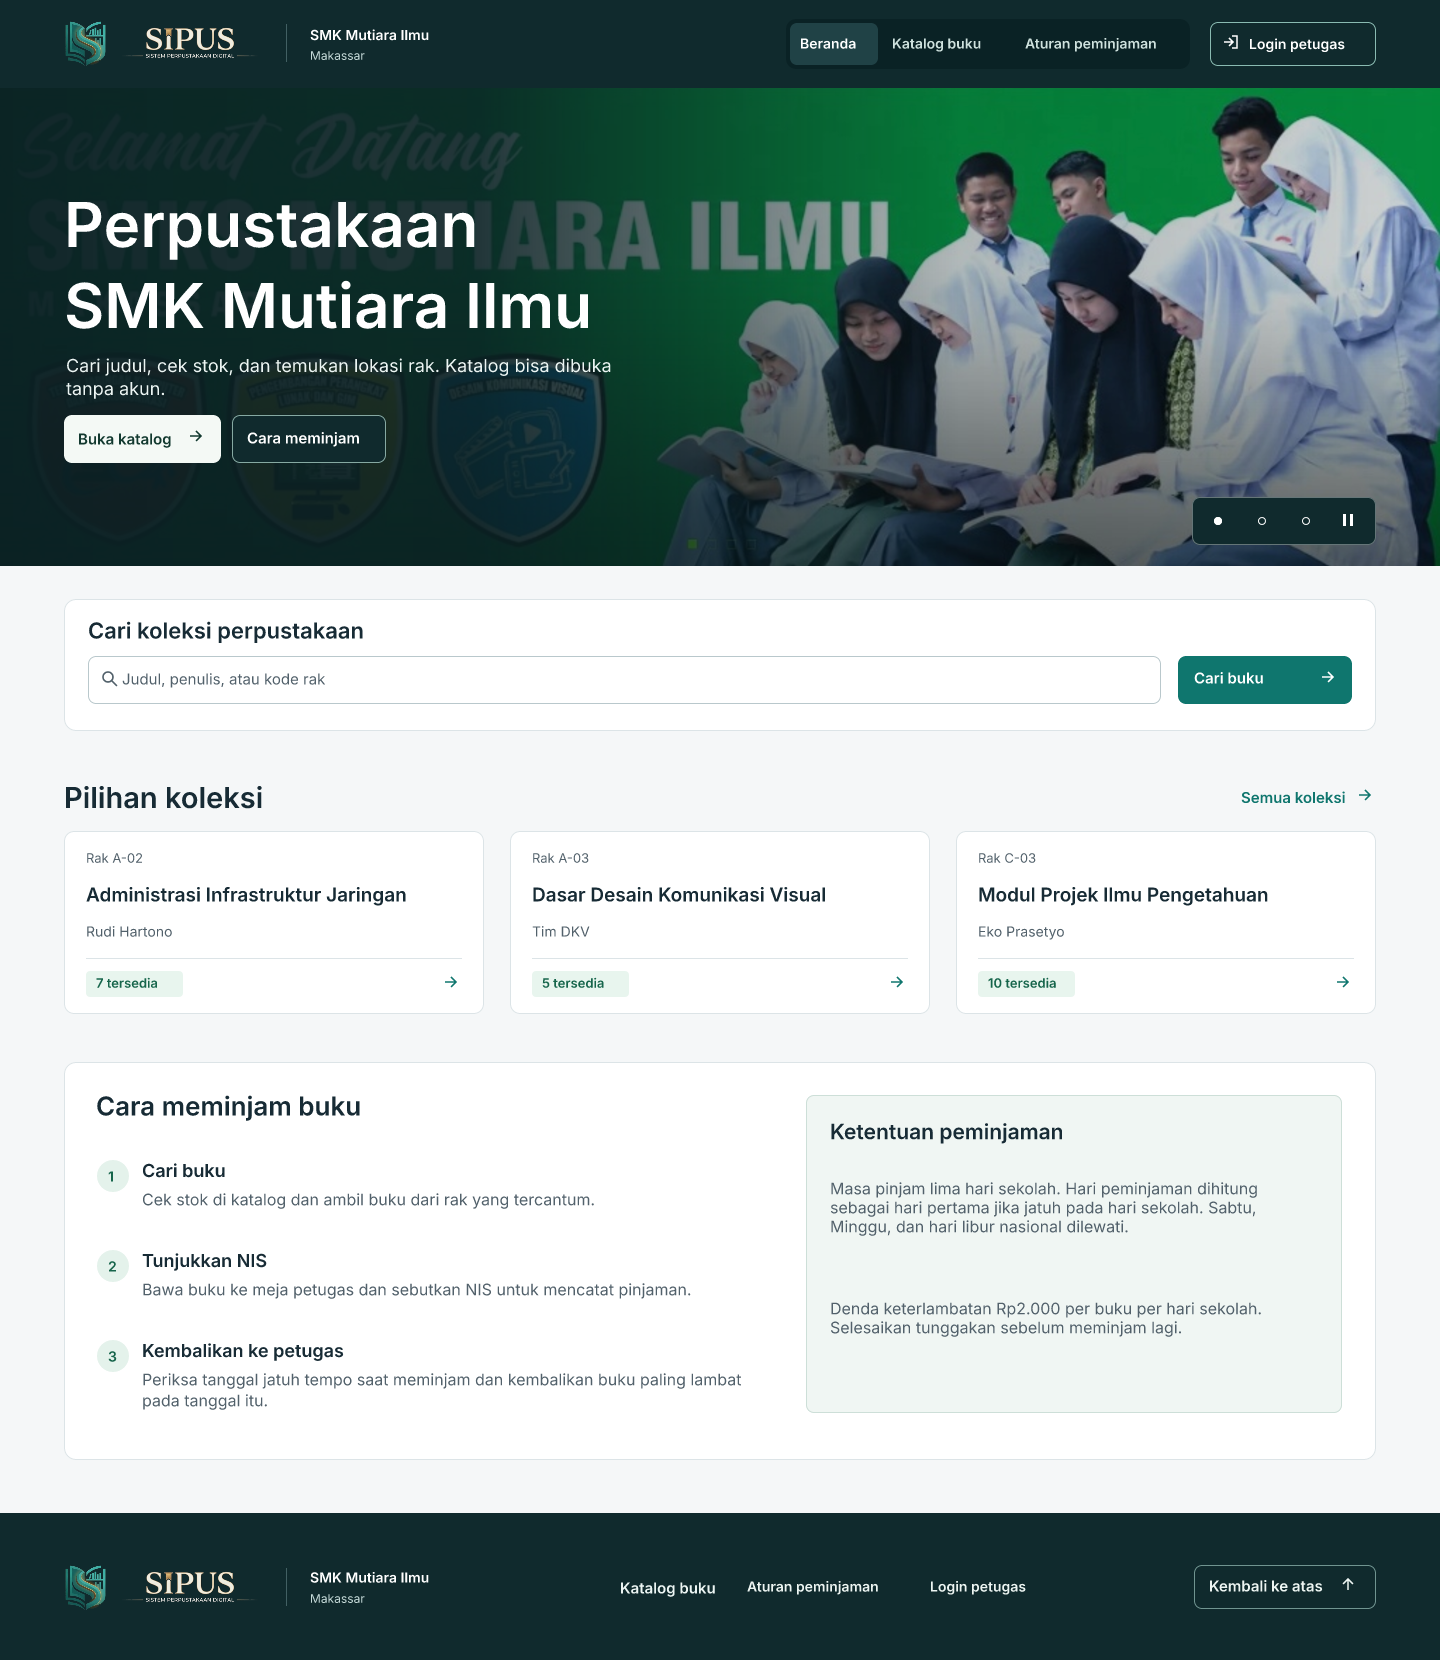 SIPUS
SISTEM PERPUSTAKAAN DIGITAL
SMK Mutiara Ilmu
Makassar
Beranda
Katalog buku
Aturan peminjaman
Login petugas
Selamat Datang
SMK MUTIARA ILMU
Perpustakaan
SMK Mutiara Ilmu
Cari judul, cek stok, dan temukan lokasi rak. Katalog bisa dibuka
tanpa akun.
DESAIN KOMUNIKASI VISUAL
Buka katalog
Cara meminjam
Cari koleksi perpustakaan
Judul, penulis, atau kode rak
Cari buku
Pilihan koleksi
Semua koleksi
Rak A-02
Administrasi Infrastruktur Jaringan
Rudi Hartono
7 tersedia
Rak A-03
Dasar Desain Komunikasi Visual
Tim DKV
5 tersedia
Rak C-03
Modul Projek Ilmu Pengetahuan
Eko Prasetyo
10 tersedia
Cara meminjam buku
1
Cari buku
Cek stok di katalog dan ambil buku dari rak yang tercantum.
2
Tunjukkan NIS
Bawa buku ke meja petugas dan sebutkan NIS untuk mencatat pinjaman.
3
Kembalikan ke petugas
Periksa tanggal jatuh tempo saat meminjam dan kembalikan buku paling lambat
pada tanggal itu.
Ketentuan peminjaman
Masa pinjam lima hari sekolah. Hari peminjaman dihitung
sebagai hari pertama jika jatuh pada hari sekolah. Sabtu,
Minggu, dan hari libur nasional dilewati.
Denda keterlambatan Rp2.000 per buku per hari sekolah.
Selesaikan tunggakan sebelum meminjam lagi.
SIPUS
SISTEM PERPUSTAKAAN DIGITAL
SMK Mutiara Ilmu
Makassar
Katalog buku
Aturan peminjaman
Login petugas
Kembali ke atas